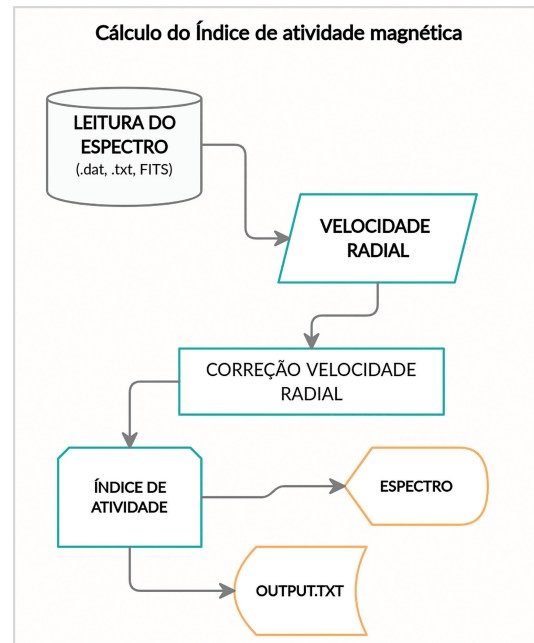 Cálculo do Índice de atividade magnética
LEITURA DO
ESPECTRO
(.dat, .txt, FITS)
VELOCIDADE
RADIAL
CORREÇÃO VELOCIDADE
RADIAL
ÍNDICE DE
ATIVIDADE
ESPECTRO
OUTPUT.TXT